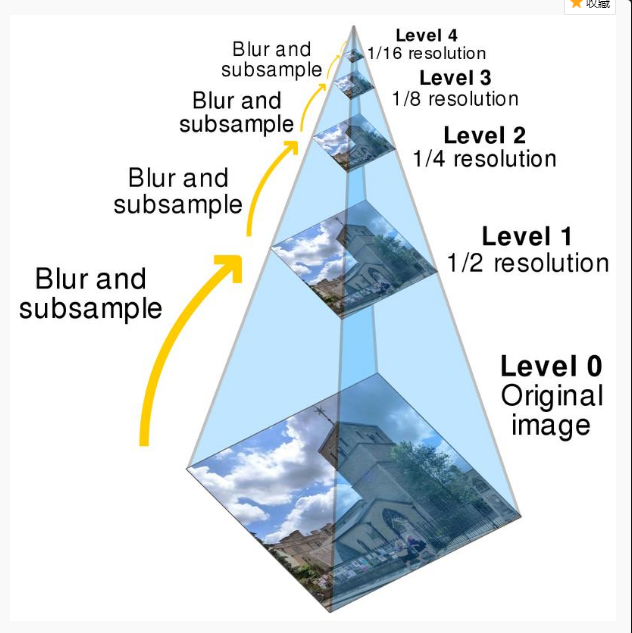 收藏
Level 4
1/16 resolution
Blur and
subsample
Level 3
1/8 resolution
Blur and
subsample
Level 2
1/4 resolution
Blur and
subsample
Level 1
1/2 resolution
Blur and
subsample
Level 0
Original
image